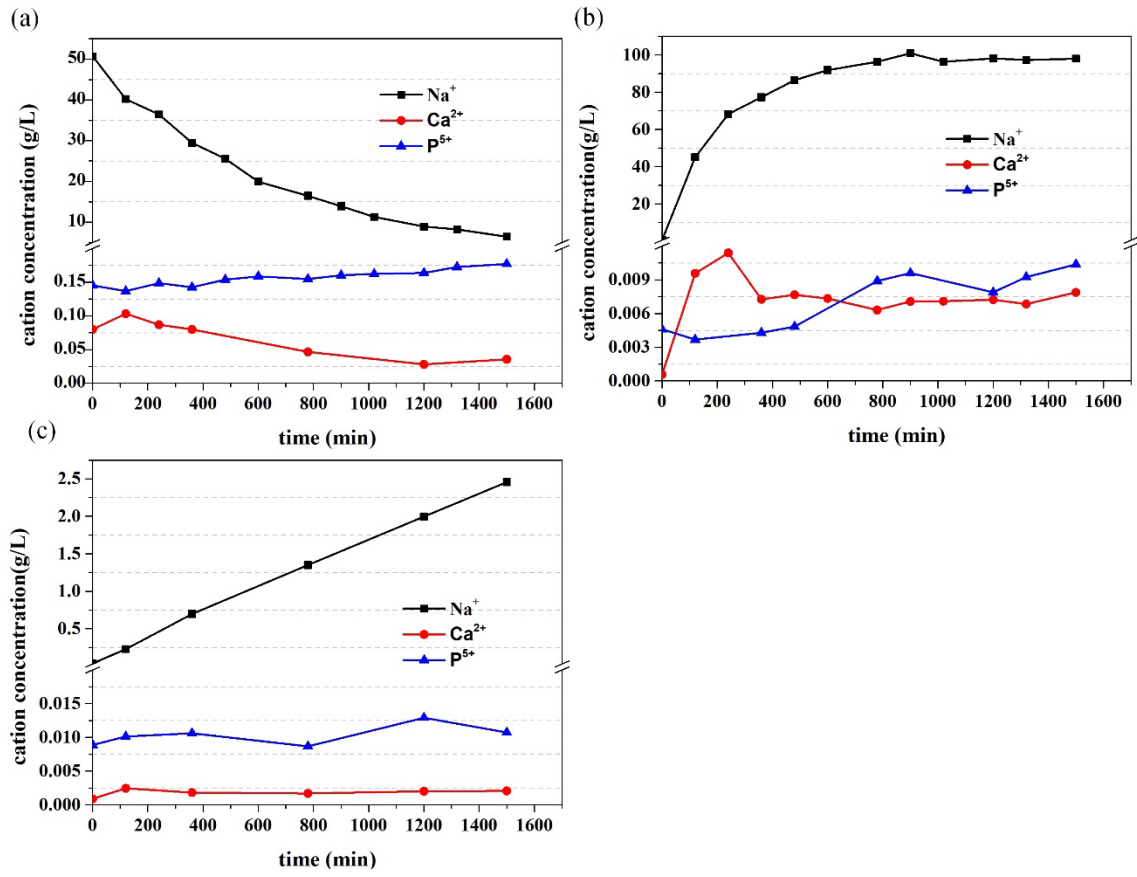 (a)
cation concentration (g/L)
50
40
30
20
10
0.15
0.10
0.05
0.00
Na⁺
Ca²⁺
P⁵⁺
0 200 400 600 800 1000 1200 1400 1600
time (min)
(b)
cation concentration(g/L)
100
80
60
40
20
0.009
0.006
0.003
0.000
Na⁺
Ca²⁺
P⁵⁺
0 200 400 600 800 1000 1200 1400 1600
time (min)
(c)
cation concentration(g/L)
2.5
2.0
1.5
1.0
0.5
0.015
0.010
0.005
0.000
Na⁺
Ca²⁺
P⁵⁺
0 200 400 600 800 1000 1200 1400 1600
time (min)